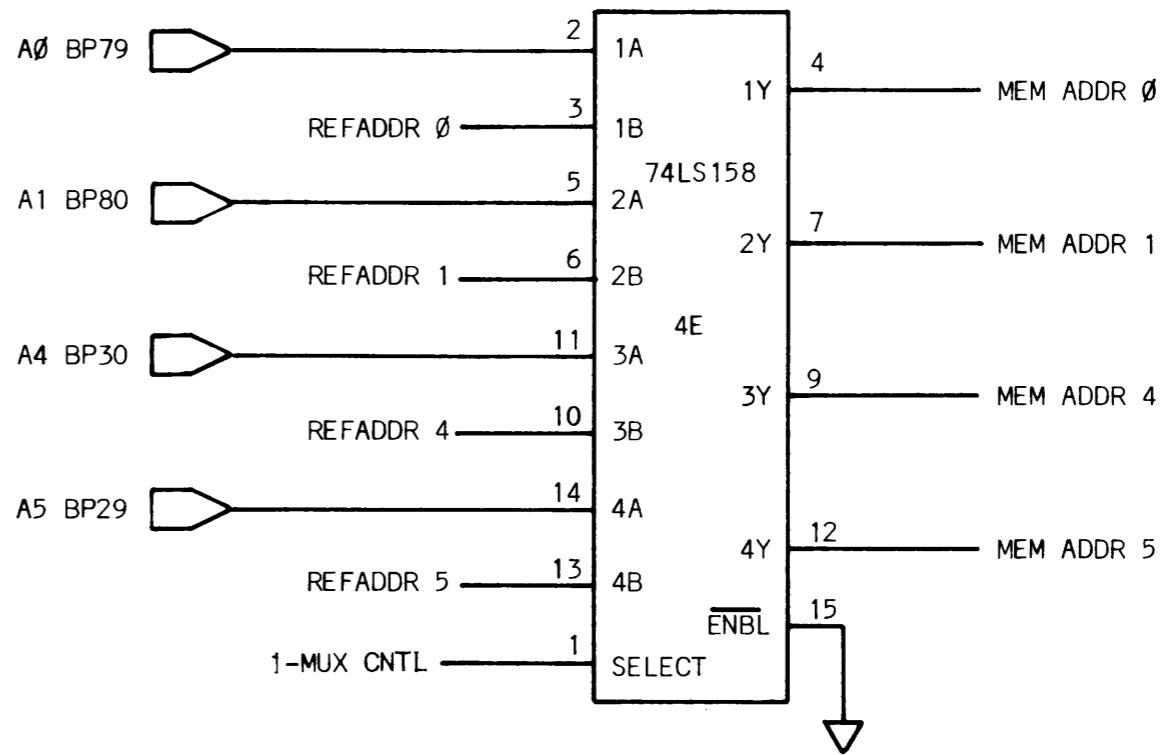 A0 BP79
2
1A
4
1Y
MEM ADDR 0
REFADDR 0
3
1B
74LS158
A1 BP80
5
2A
7
2Y
MEM ADDR 1
REFADDR 1
6
2B
4E
A4 BP30
11
3A
9
3Y
MEM ADDR 4
REFADDR 4
10
3B
A5 BP29
14
4A
12
4Y
MEM ADDR 5
REFADDR 5
13
4B
15
ENBL
1-MUX CNTL
1
SELECT